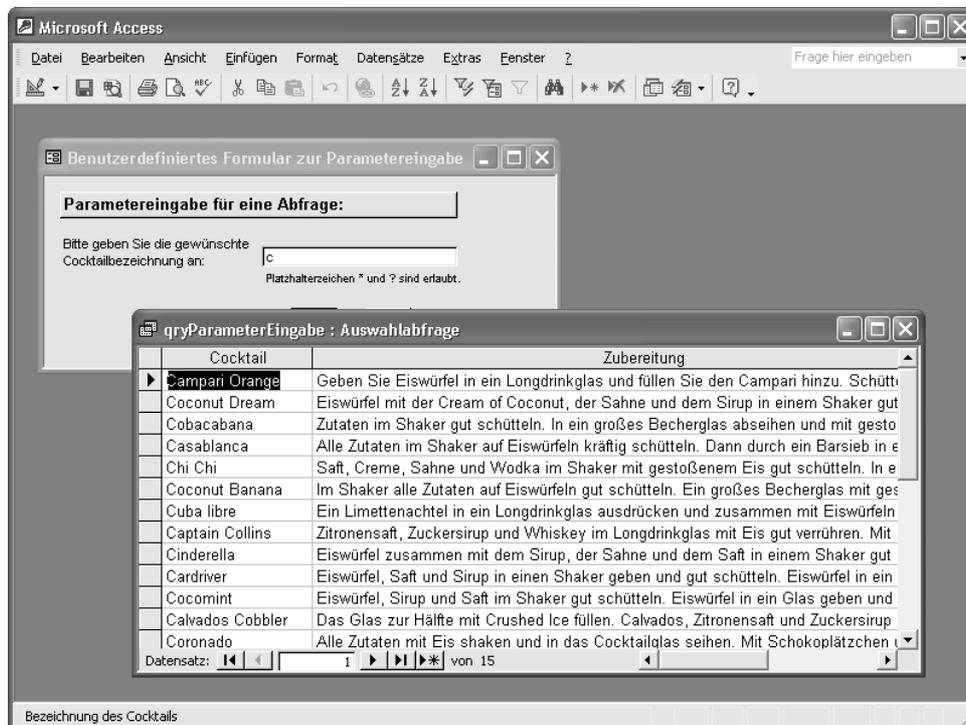 Microsoft Access
Datei Bearbeiten Ansicht Einfügen Format Datensätze Extras Fenster ? Frage hier eingeben
Benutzerdefiniertes Formular zur Parametereingabe
Parametereingabe für eine Abfrage:
Bitte geben Sie die gewünschte
Cocktailbezeichnung an: c
Platzhalterzeichen * und ? sind erlaubt.
qryParameterEingabe : Auswahlabfrage
Cocktail Zubereitung
Campari Orange Geben Sie Eiswürfel in ein Longdrinkglas und füllen Sie den Campari hinzu. Schütt
Coconut Dream Eiswürfel mit der Cream of Coconut, der Sahne und dem Sirup in einem Shaker gut
Cobacabana Zutaten im Shaker gut schütteln. In ein großes Becherglas abseihen und mit gesto
Casablanca Alle Zutaten im Shaker auf Eiswürfeln kräftig schütteln. Dann durch ein Barsieb in e
Chi Chi Saft, Creme, Sahne und Wodka im Shaker mit gestoßenem Eis gut schütteln. In e
Coconut Banana Im Shaker alle Zutaten auf Eiswürfeln gut schütteln. Ein großes Becherglas mit ges
Cuba libre Ein Limettenachtel in ein Longdrinkglas ausdrücken und zusammen mit Eiswürfeln
Captain Collins Zitronensaft, Zuckersirup und Whiskey im Longdrinkglas mit Eis gut verrühren. Mit
Cinderella Eiswürfel zusammen mit dem Sirup, der Sahne und dem Saft in einem Shaker gut
Cardriver Eiswürfel, Saft und Sirup in einen Shaker geben und gut schütteln. Eiswürfel in ein
Cocomint Eiswürfel, Sirup und Saft im Shaker gut schütteln. Eiswürfel in ein Glas geben und
Calvados Cobbler Das Glas zur Hälfte mit Crushed Ice füllen. Calvados, Zitronensaft und Zuckersirup
Coronado Alle Zutaten mit Eis shaken und in das Cocktailglas seihen. Mit Schokoplätzchen
Datensatz: 1 von 15
Bezeichnung des Cocktails